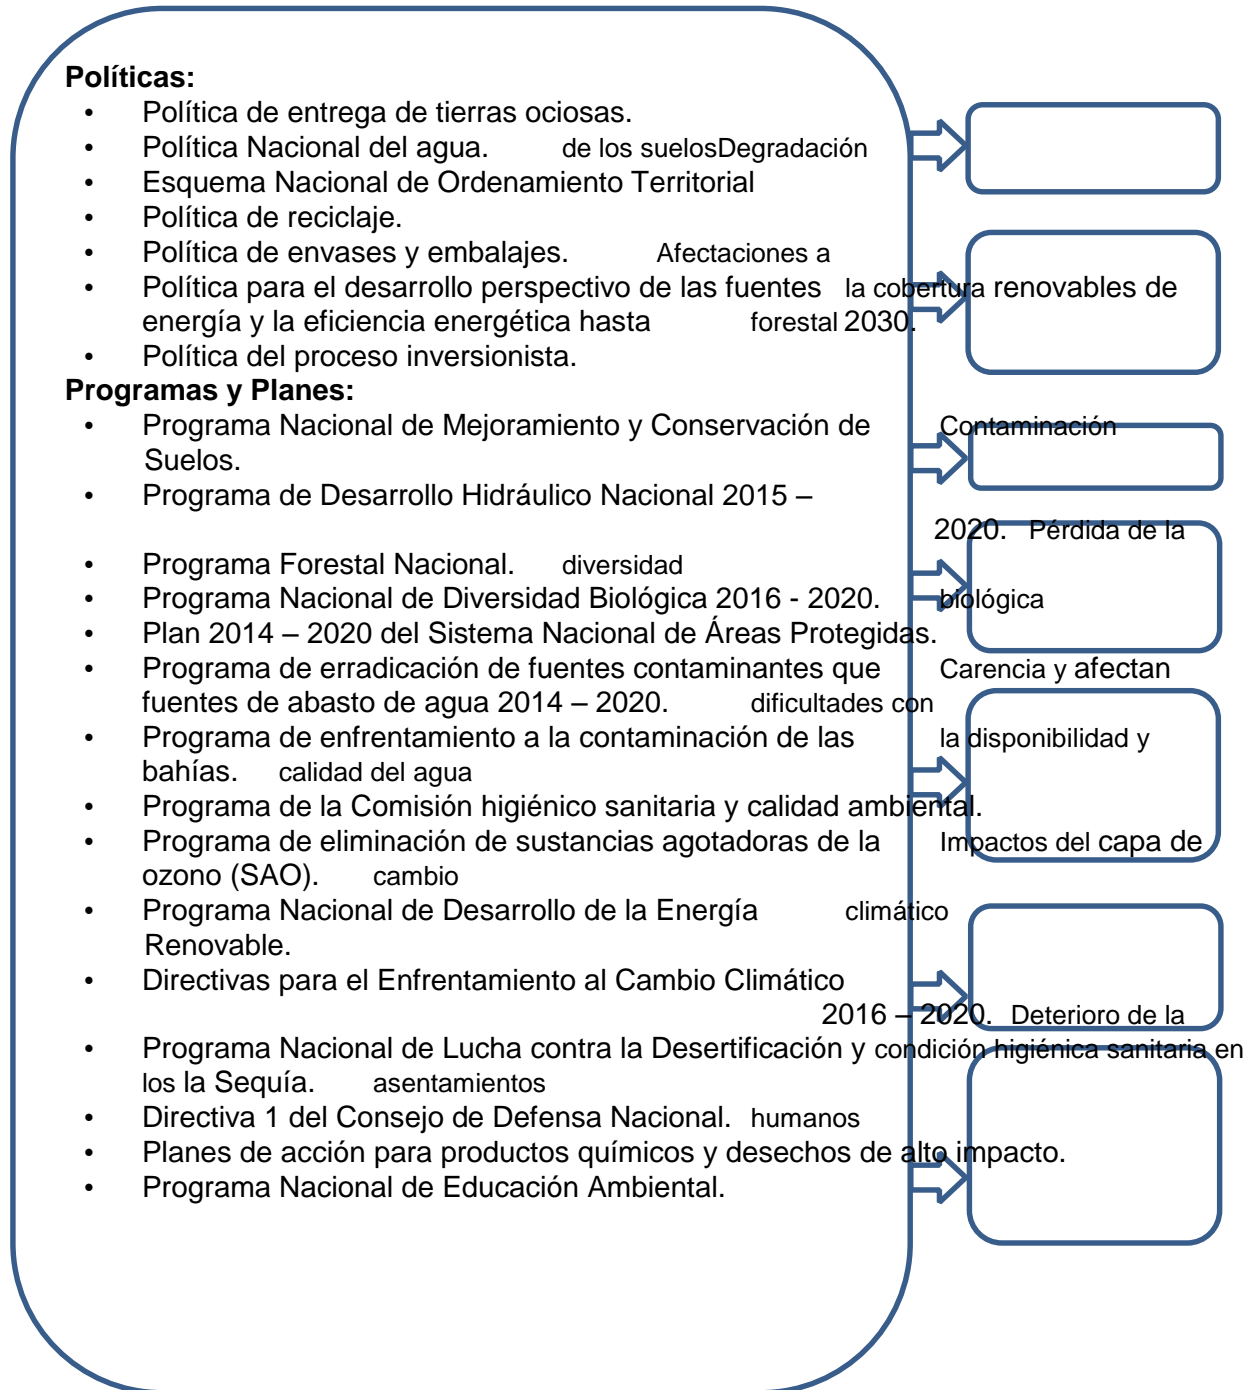 Políticas:
• Política de entrega de tierras ociosas.
• Política Nacional del agua. de los suelosDegradación
• Esquema Nacional de Ordenamiento Territorial
• Política de reciclaje.
• Política de envases y embalajes. Afectaciones a
• Política para el desarrollo perspectivo de las fuentes la cobertura renovables de
energía y la eficiencia energética hasta forestal 2030.
• Política del proceso inversionista.
Programas y Planes:
• Programa Nacional de Mejoramiento y Conservación de Contaminación
Suelos.
• Programa de Desarrollo Hidráulico Nacional 2015 –
2020. Pérdida de la
• Programa Forestal Nacional. diversidad
• Programa Nacional de Diversidad Biológica 2016 - 2020. biológica
• Plan 2014 – 2020 del Sistema Nacional de Áreas Protegidas.
• Programa de erradicación de fuentes contaminantes que Carencia y afectan
fuentes de abasto de agua 2014 – 2020. dificultades con
• Programa de enfrentamiento a la contaminación de las la disponibilidad y
bahías. calidad del agua
• Programa de la Comisión higiénico sanitaria y calidad ambiental.
• Programa de eliminación de sustancias agotadoras de la Impactos del capa de
ozono (SAO). cambio
• Programa Nacional de Desarrollo de la Energía climático
Renovable.
• Directivas para el Enfrentamiento al Cambio Climático
2016 – 2020. Deterioro de la
• Programa Nacional de Lucha contra la Desertificación y condición higiénica sanitaria en
los la Sequía. asentamientos
• Directiva 1 del Consejo de Defensa Nacional. humanos
• Planes de acción para productos químicos y desechos de alto impacto.
• Programa Nacional de Educación Ambiental.